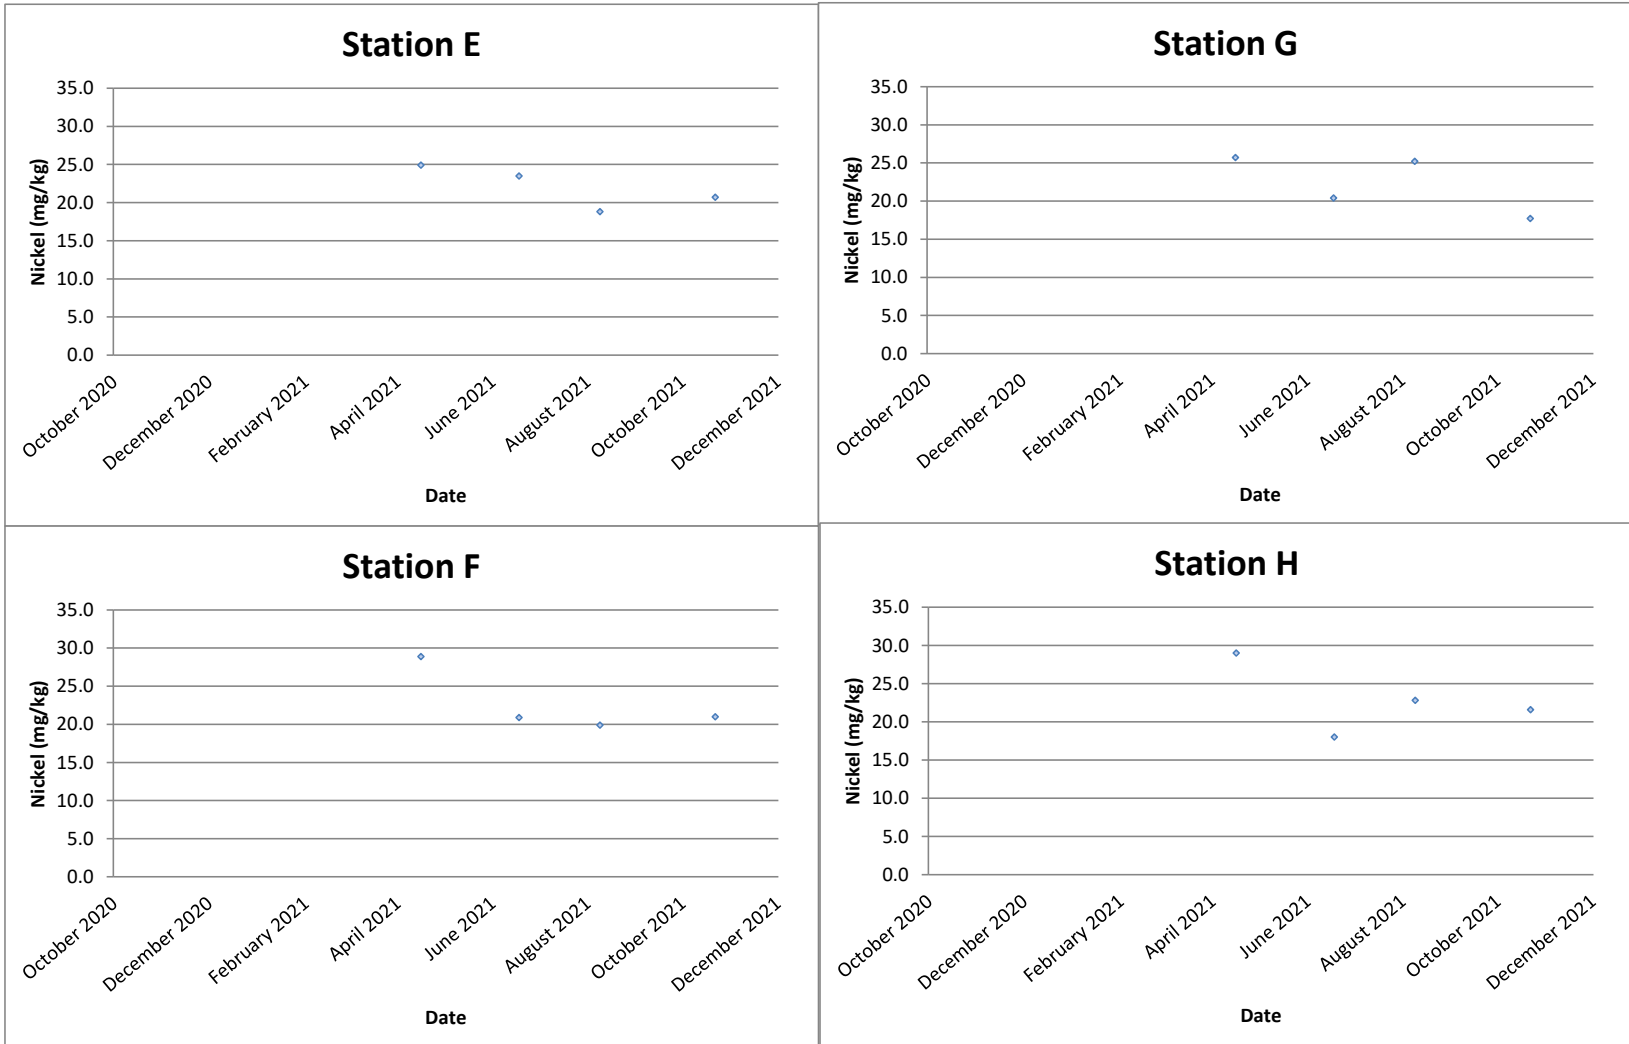 Station E
35.0
30.0
25.0
20.0
15.0
10.0
5.0
0.0
Nickel (mg/kg)
October 2020
December 2020
February 2021
April 2021
June 2021
August 2021
October 2021
December 2021
Date
Station G
35.0
30.0
25.0
20.0
15.0
10.0
5.0
0.0
Nickel (mg/kg)
October 2020
December 2020
February 2021
April 2021
June 2021
August 2021
October 2021
December 2021
Date
Station F
35.0
30.0
25.0
20.0
15.0
10.0
5.0
0.0
Nickel (mg/kg)
October 2020
December 2020
February 2021
April 2021
June 2021
August 2021
October 2021
December 2021
Date
Station H
35.0
30.0
25.0
20.0
15.0
10.0
5.0
0.0
Nickel (mg/kg)
October 2020
December 2020
February 2021
April 2021
June 2021
August 2021
October 2021
December 2021
Date